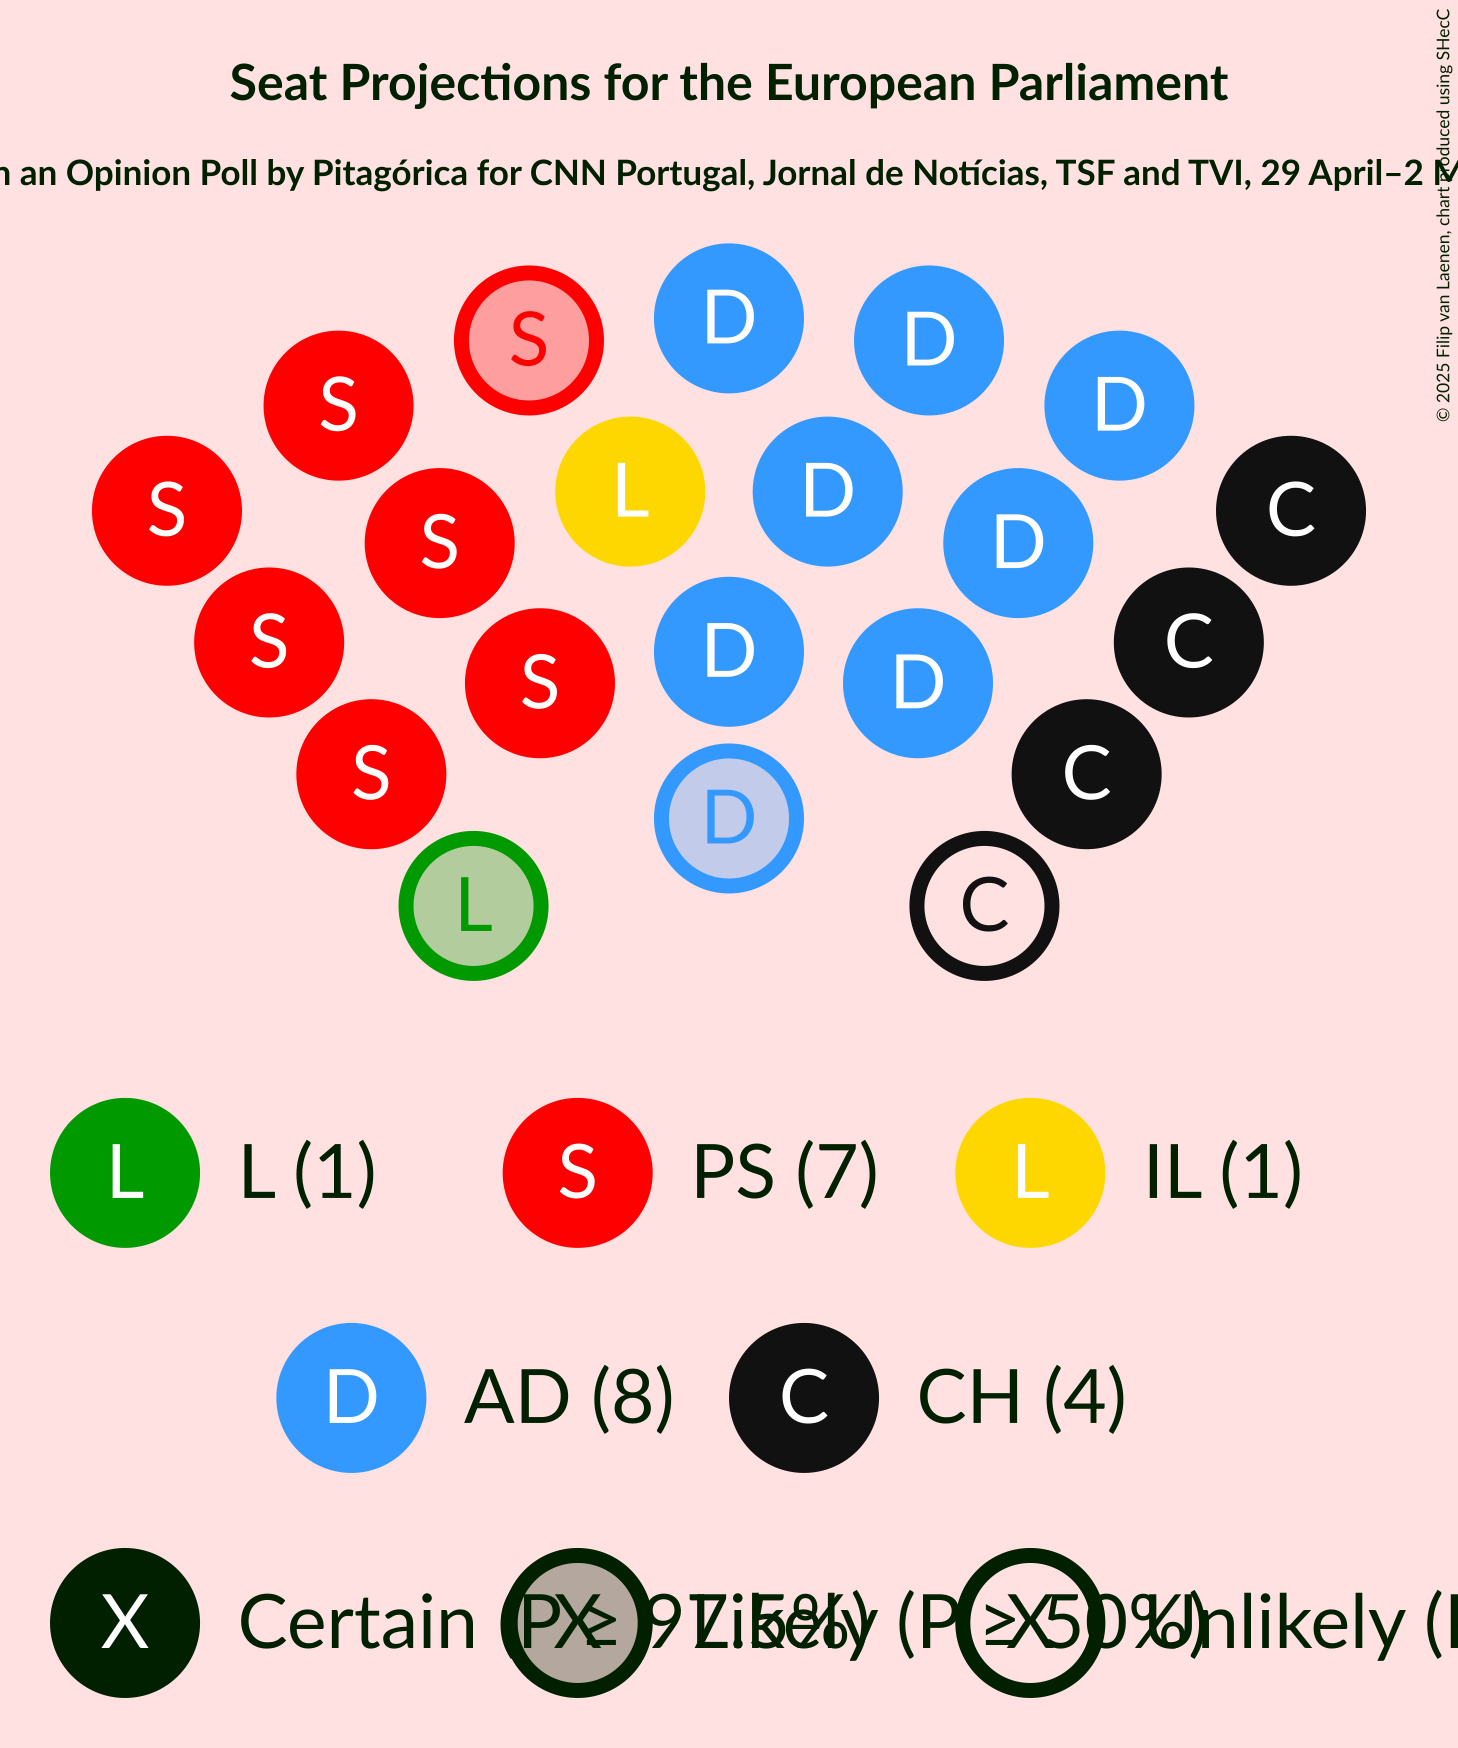 Seat Projections for the European Parliament
an Opinion Poll by Pitagórica for CNN Portugal, Jornal de Notícias, TSF and TVI, 29 April–2
© 2025 Filip van Laenen, chart produced using SHecC
D
S D
S D
S L D C
S D
S C
S D D
S C
D
L C
L L (1) S PS (7) L IL (1)
D AD (8) C CH (4)
X Certain (P ≥ 97.5%) X Likely (P ≥ 50%) X Unlikely